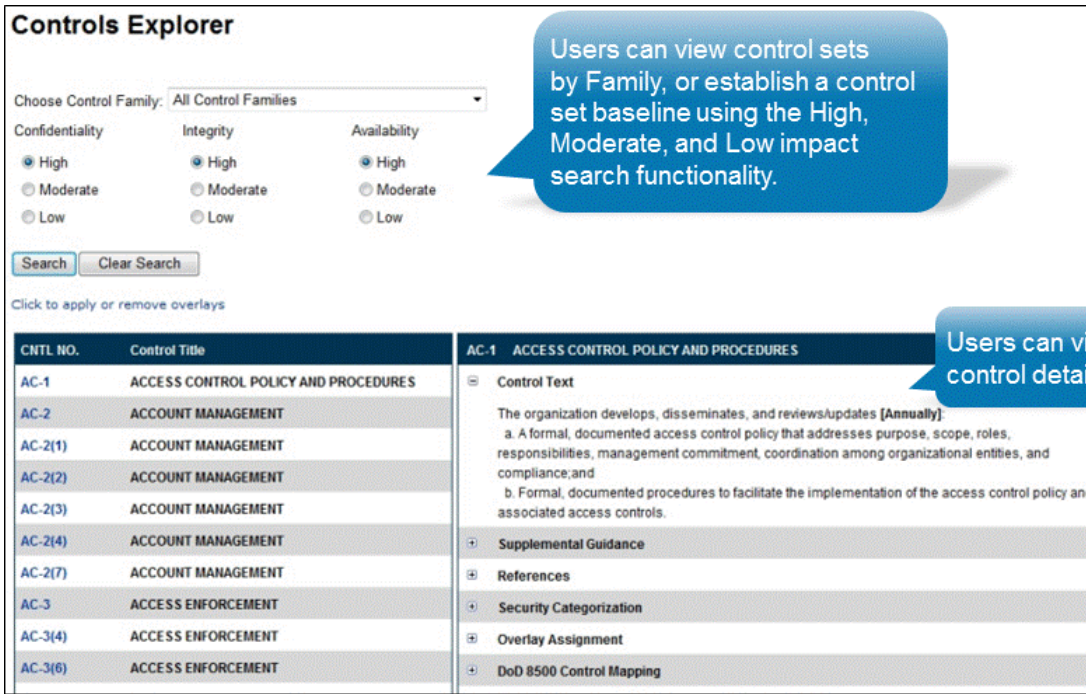 Controls Explorer
Users can view control sets
by Family, or establish a control
set baseline using the High,
Moderate, and Low impact
search functionality.
Choose Control Family: All Control Families
Confidentiality Integrity Availability
High High High
Moderate Moderate Moderate
Low Low Low
Search Clear Search
Click to apply or remove overlays
Users can
control
CNTL NO. Control Title
AC-1 ACCESS CONTROL POLICY AND PROCEDURES
AC-2 ACCOUNT MANAGEMENT
AC-2(1) ACCOUNT MANAGEMENT
AC-2(2) ACCOUNT MANAGEMENT
AC-2(3) ACCOUNT MANAGEMENT
AC-2(4) ACCOUNT MANAGEMENT
AC-2(7) ACCOUNT MANAGEMENT
AC-3 ACCESS ENFORCEMENT
AC-3(4) ACCESS ENFORCEMENT
AC-3(6) ACCESS ENFORCEMENT
AC-1 ACCESS CONTROL POLICY AND PROCEDURES
Control Text
The organization develops, disseminates, and reviews/updates [Annually]:
a. A formal, documented access control policy that addresses purpose, scope, roles,
responsibilities, management commitment, coordination among organizational entities, and
compliance;and
b. Formal, documented procedures to facilitate the implementation of the access control policy
associated access controls.
Supplemental Guidance
References
Security Categorization
Overlay Assignment
DoD 8500 Control Mapping